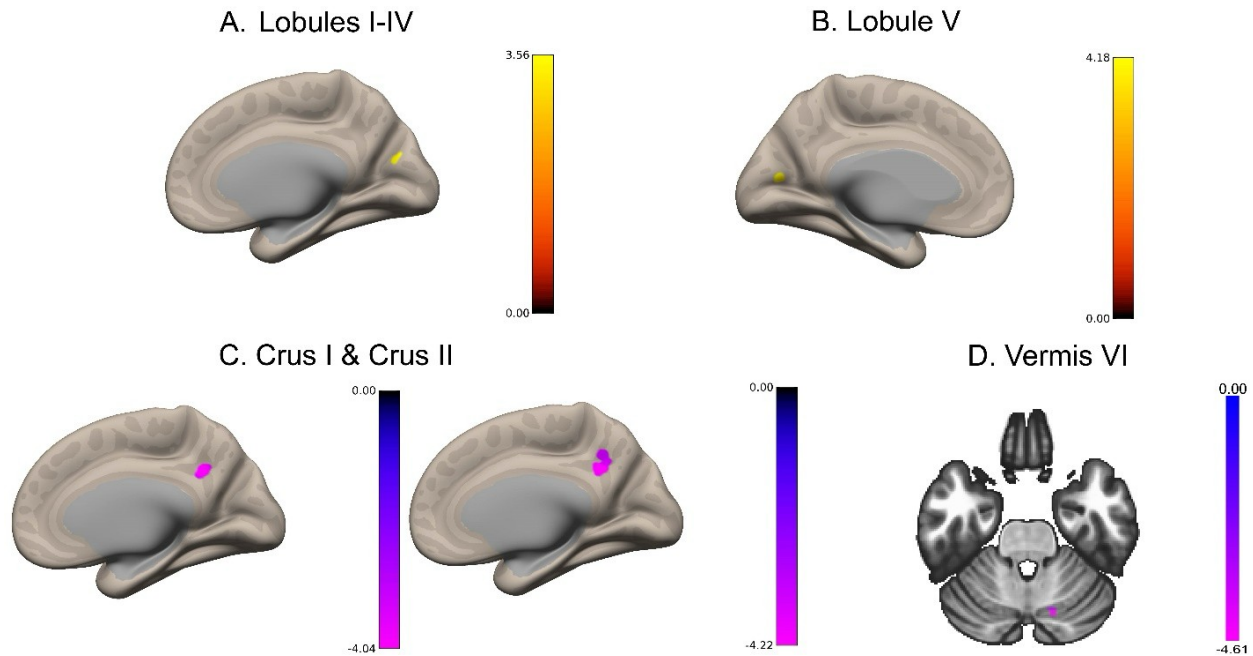 A. Lobules I-IV
3.56
0.00
B. Lobule V
4.18
0.00
C. Crus I & Crus II
0.00
-4.04
0.00
-4.22
D. Vermis VI
0.00
-4.61